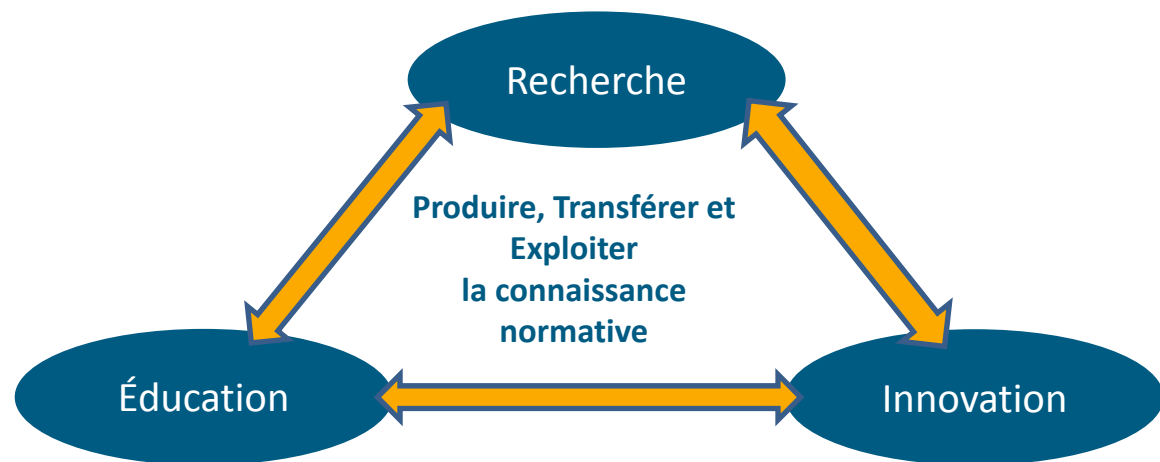 Recherche
Produire, Transférer et
Exploiter
la connaissance
normative
Éducation
Innovation